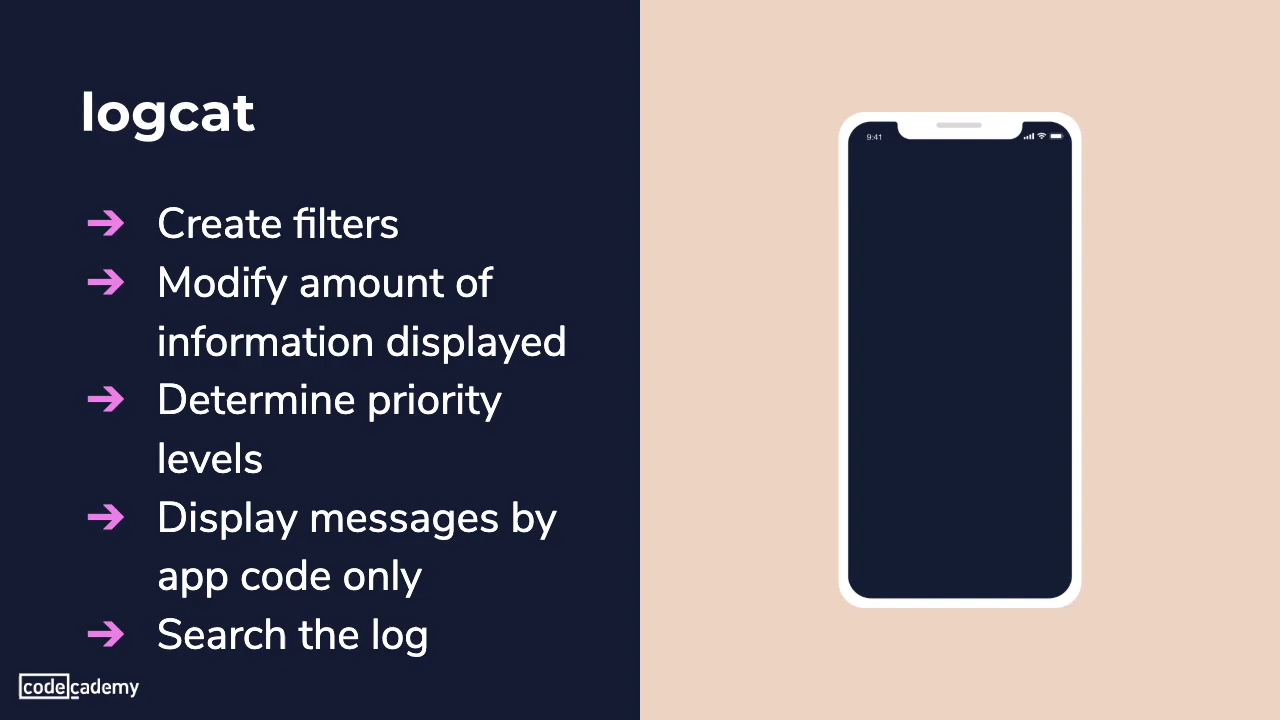 logcat
➔ Create filters
➔ Modify amount of
information displayed
➔ Determine priority
levels
➔ Display messages by
app code only
➔ Search the log
codecademy
9:41